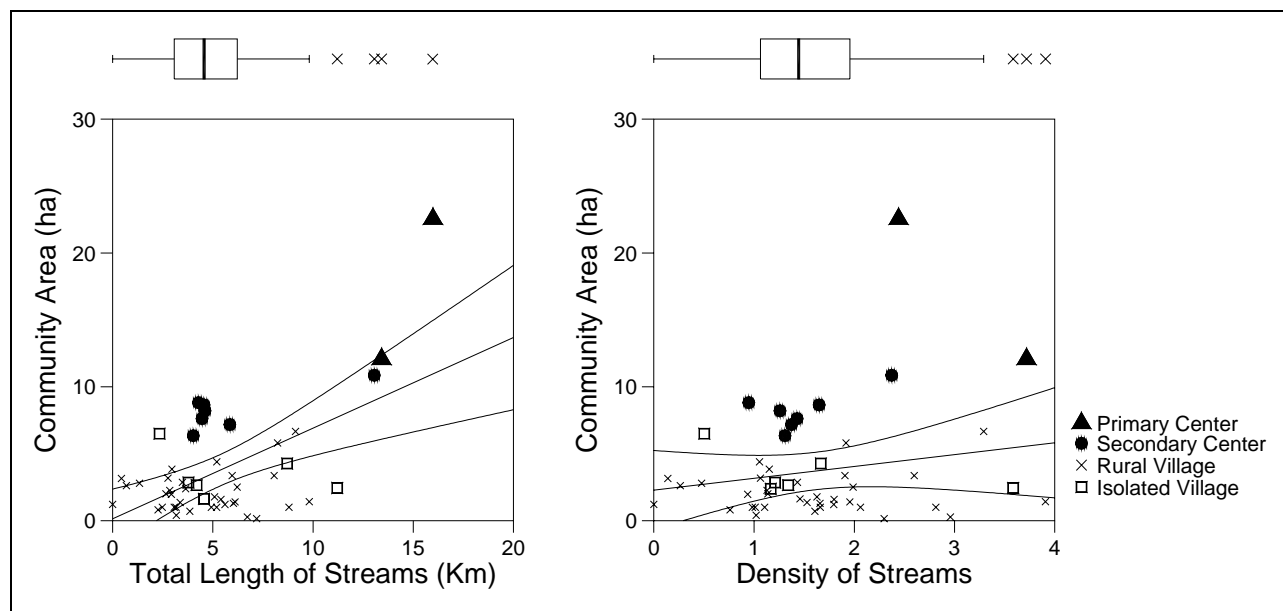 30
20
10
0
Community Area (ha)
0 5 10 15 20
Total Length of Streams (Km)
30
20
10
0
Community Area (ha)
0 1 2 3 4
Density of Streams
Primary Center
Secondary Center
Rural Village
Isolated Village